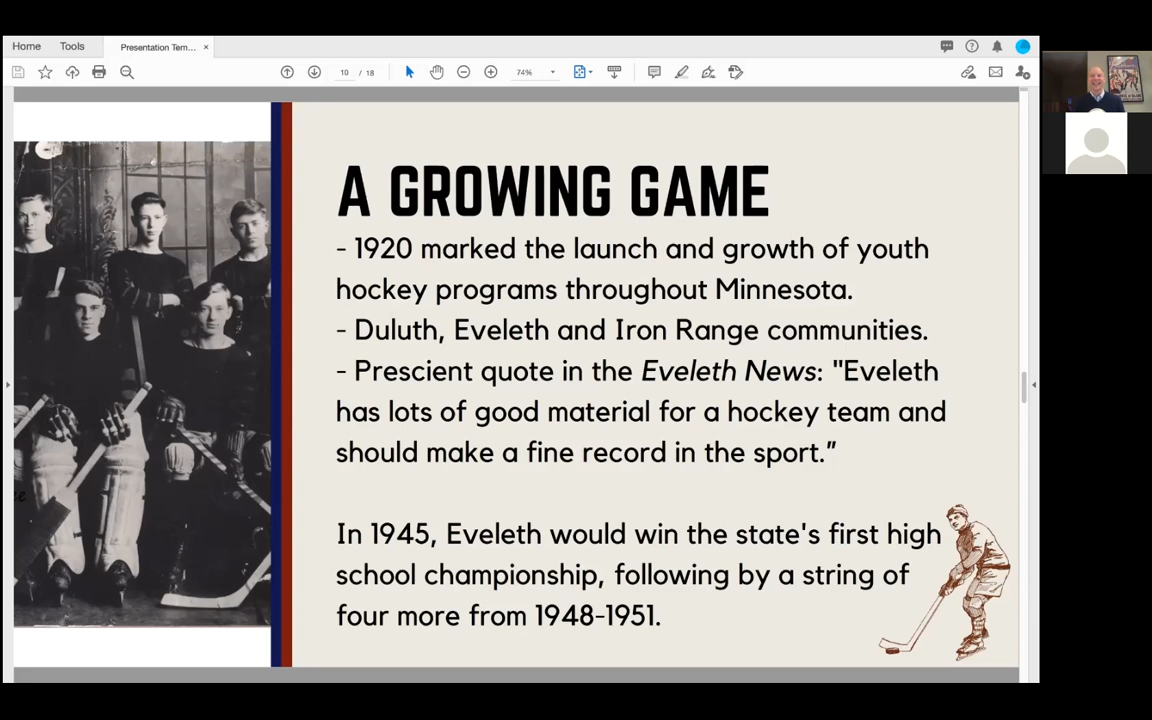 Home Tools Presentation Tem... ×
10 / 18 74%
A GROWING GAME
- 1920 marked the launch and growth of youth
hockey programs throughout Minnesota.
- Duluth, Eveleth and Iron Range communities.
- Prescient quote in the Eveleth News: "Eveleth
has lots of good material for a hockey team and
should make a fine record in the sport.”
In 1945, Eveleth would win the state's first high
school championship, following by a string of
four more from 1948-1951.